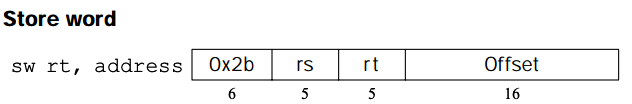 Store word
sw rt, address 0x2b rs rt Offset
6 5 5 16